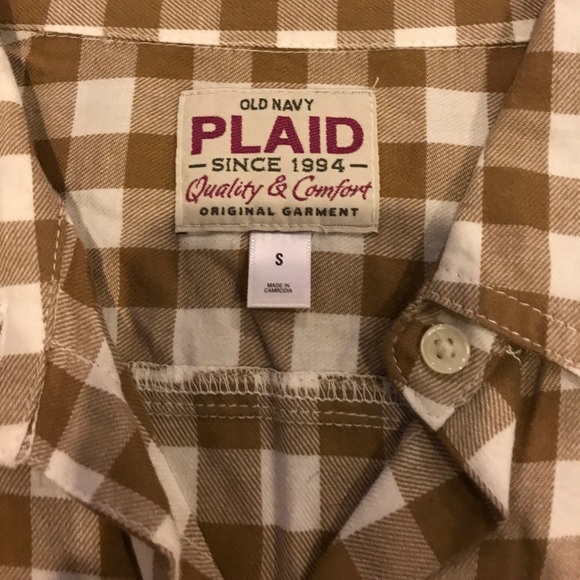 OLD NAVY
PLAID
SINCE 1994
Quality & Comfort
ORIGINAL GARMENT
S
MADE IN
CAMBODIA